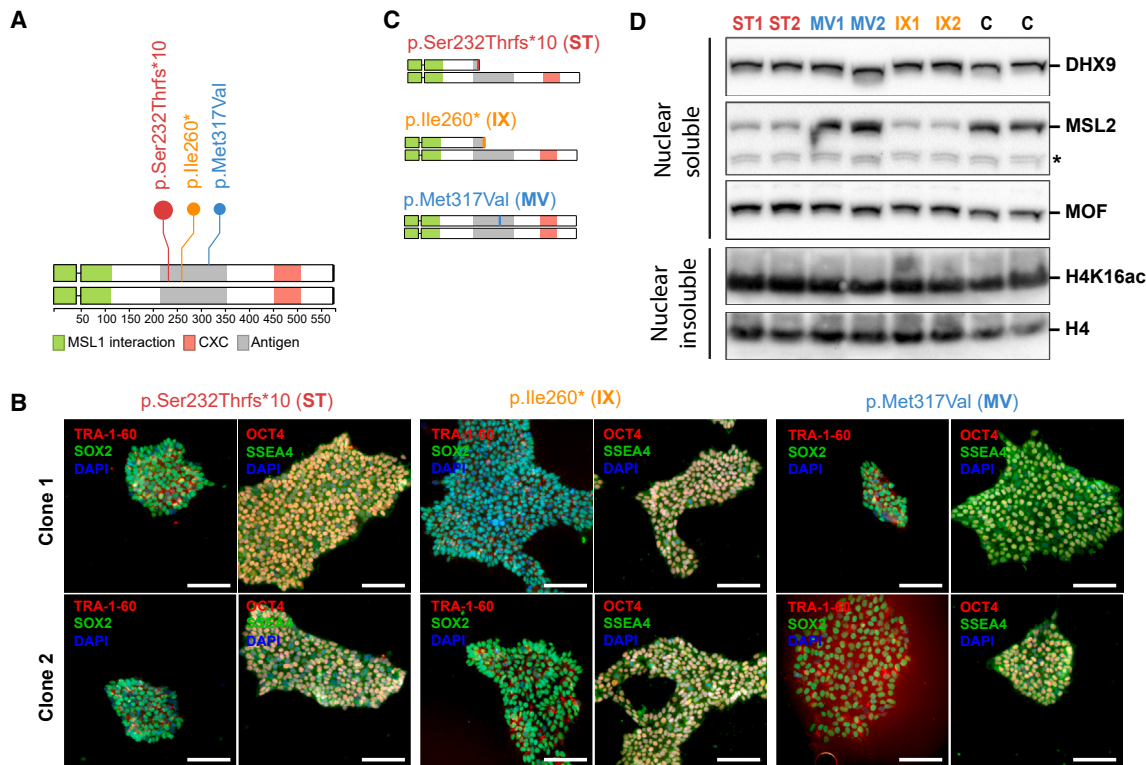 A
p.Ser232Thrfs*10
p.Ile260*
p.Met317Val
50 100 150 200 250 300 350 400 450 500 550
MSL1 interaction CXC Antigen
C
p.Ser232Thrfs*10 (ST)
p.Ile260* (IX)
p.Met317Val (MV)
D
ST1 ST2 MV1 MV2 IX1 IX2 C C
Nuclear soluble
DHX9
MSL2
*
MOF
Nuclear insoluble
H4K16ac
H4
B
p.Ser232Thrfs*10 (ST) p.Ile260* (IX) p.Met317Val (MV)
Clone 1
TRA-1-60
SOX2
DAPI
OCT4
SSEA4
DAPI
TRA-1-60
SOX2
DAPI
OCT4
SSEA4
DAPI
TRA-1-60
SOX2
DAPI
OCT4
SSEA4
DAPI
Clone 2
TRA-1-60
SOX2
DAPI
OCT4
SSEA4
DAPI
TRA-1-60
SOX2
DAPI
OCT4
SSEA4
DAPI
TRA-1-60
SOX2
DAPI
OCT4
SSEA4
DAPI